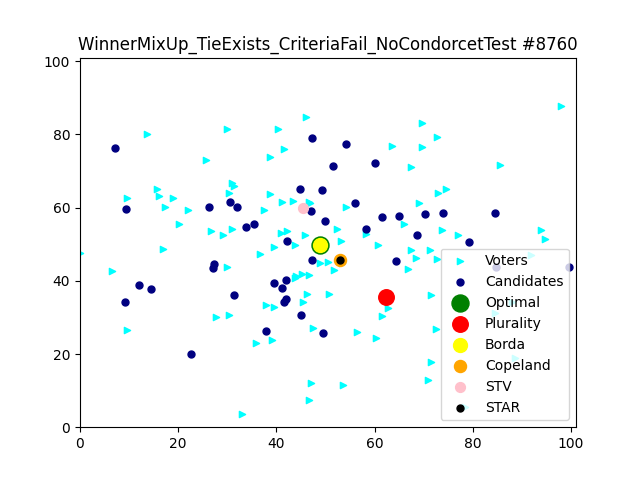 WinnerMixUp_TieExists_CriteriaFail_NoCondorcetTest #8760
100
80
60
40
20
0
0
20
40
60
80
100
Voters
Candidates
Optimal
Plurality
Borda
Copeland
STV
STAR